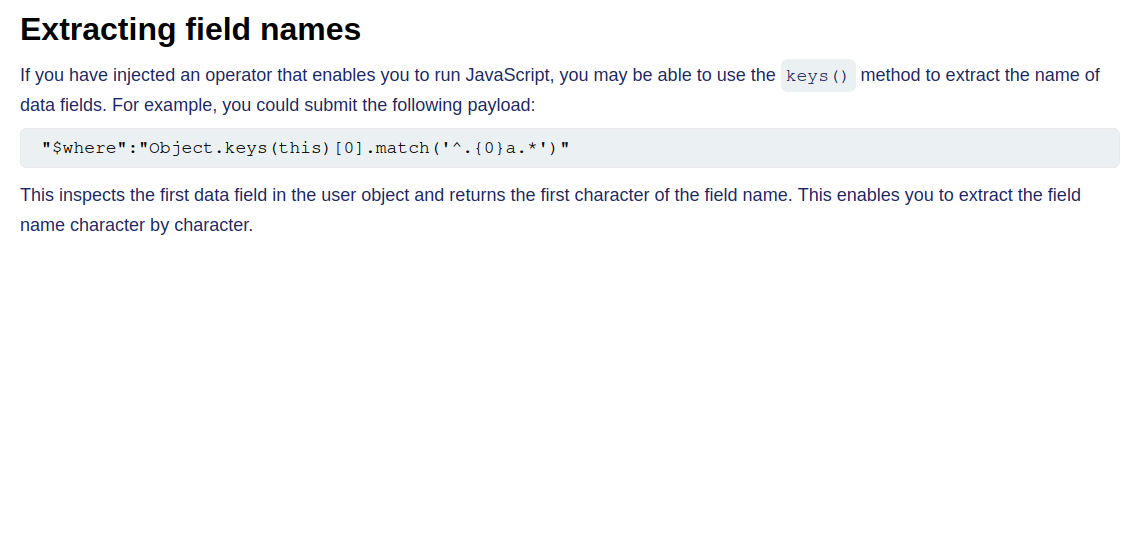 Extracting field names
If you have injected an operator that enables you to run JavaScript, you may be able to use the keys() method to extract the name of
data fields. For example, you could submit the following payload:
"$where":"Object.keys(this)[0].match('^.{0}a.*')"
This inspects the first data field in the user object and returns the first character of the field name. This enables you to extract the field
name character by character.